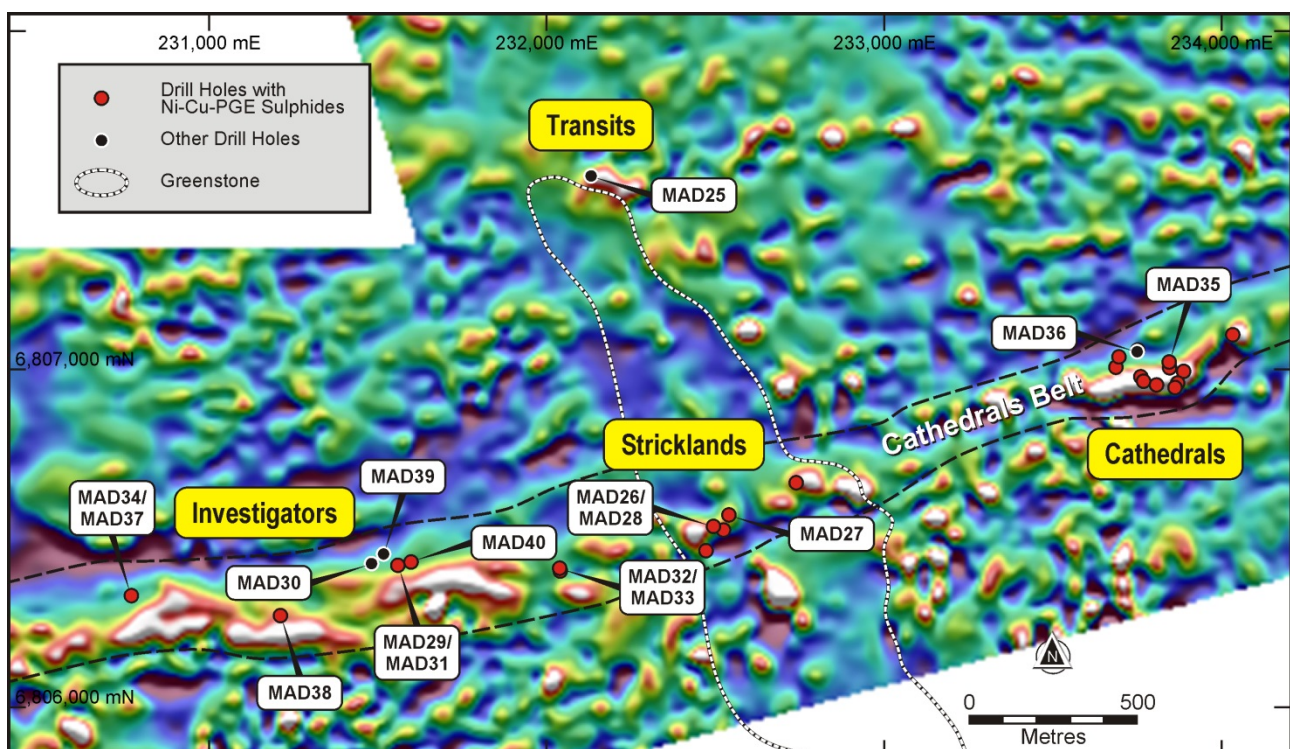 231,000 mE
232,000 mE
233,000 mE
234,000 mE
Drill Holes with
Ni-Cu-PGE Sulphides
Other Drill Holes
Greenstone
Transits
MAD25
MAD35
MAD36
6,807,000 mN
Cathedrals Belt
Stricklands
Cathedrals
MAD39
MAD34/
MAD37
Investigators
MAD26/
MAD28
MAD27
MAD40
MAD30
MAD32/
MAD33
MAD29/
MAD31
MAD38
6,806,000 mN
N
0
500
Metres